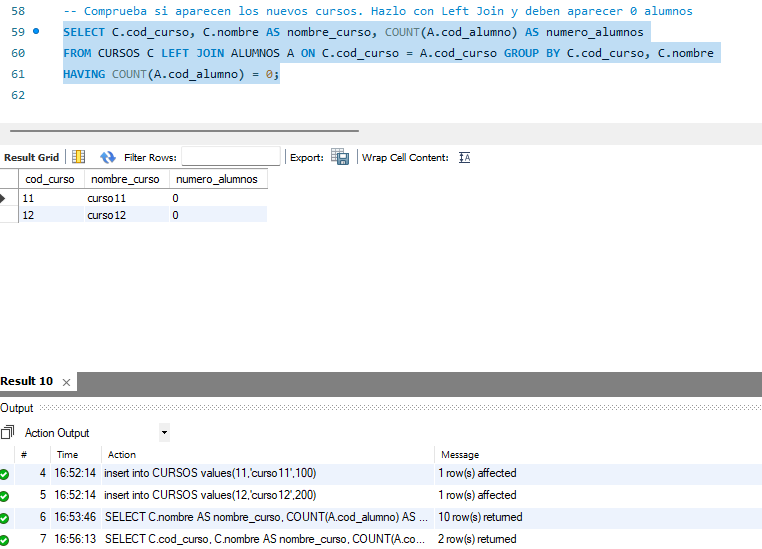 58 -- Comprueba si aparecen los nuevos cursos. Hazlo con Left Join y deben aparecer 0 alumnos
59 SELECT C.cod_curso, C.nombre AS nombre_curso, COUNT(A.cod_alumno) AS numero_alumnos
60 FROM CURSOS C LEFT JOIN ALUMNOS A ON C.cod_curso = A.cod_curso GROUP BY C.cod_curso, C.nombre
61 HAVING COUNT(A.cod_alumno) = 0;
62
Result Grid Filter Rows: Export: Wrap Cell Content: IA
cod_curso nombre_curso numero_alumnos
11 curso11 0
12 curso12 0
Result 10 ×
Output
Action Output
# Time Action Message
4 16:52:14 insert into CURSOS values(11,'curso11',100) 1 row(s) affected
5 16:52:14 insert into CURSOS values(12,'curso12',200) 1 row(s) affected
6 16:53:46 SELECT C.nombre AS nombre_curso, COUNT(A.cod_alumno) AS ... 10 row(s) returned
7 16:56:13 SELECT C.cod_curso, C.nombre AS nombre_curso, COUNT(A.co... 2 row(s) returned